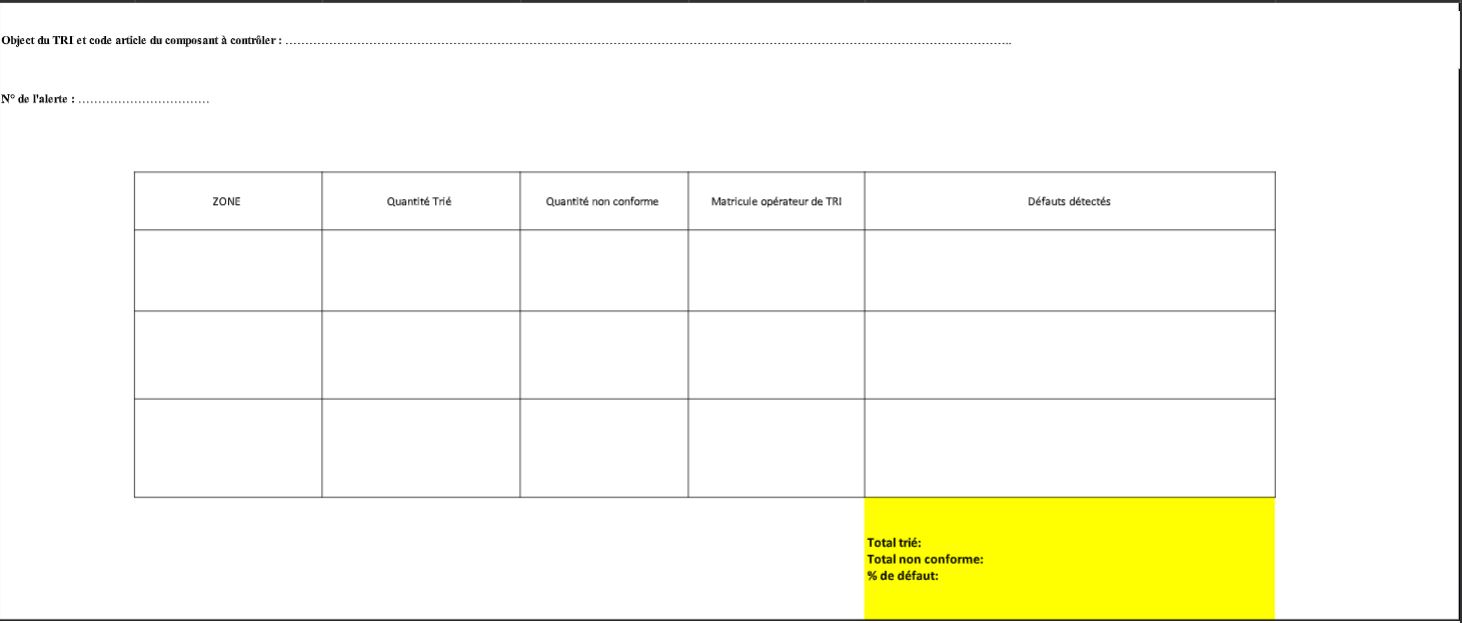 Object du TRI et code article du composant à contrôler : ……………………………………………………………………………………………………………………………………………………………………...
N° de l'alerte : ……………………………
ZONE Quantité Trié Quantité non conforme Matricule opérateur de TRI Défauts détectés
Total trié:
Total non conforme:
% de défaut: